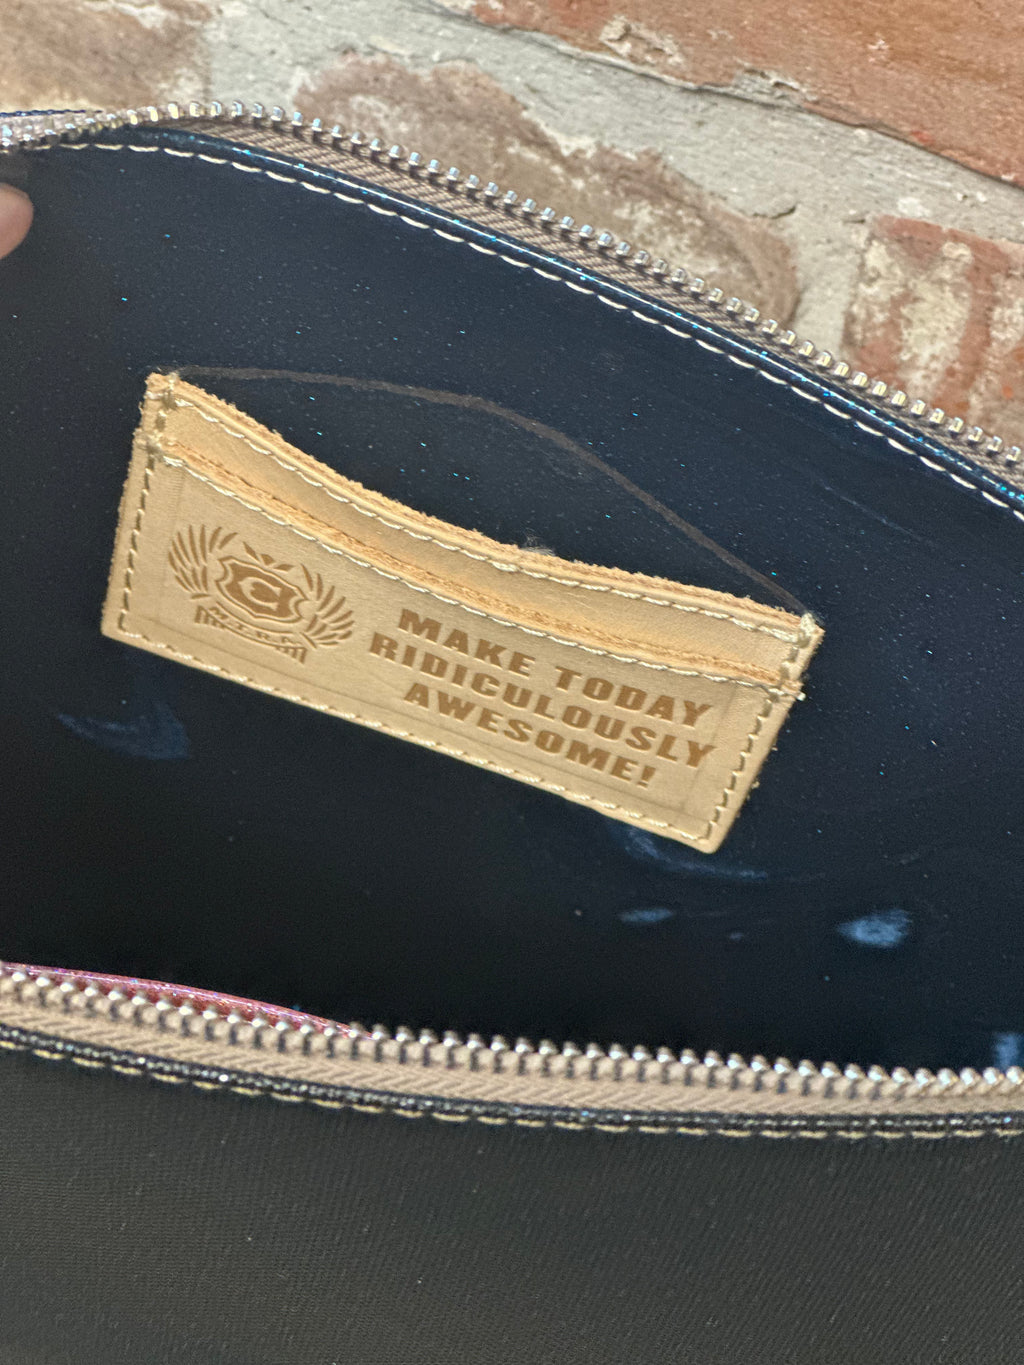 C
M.T.R.A.
MAKE TODAY
RIDICULOUSLY
AWESOME!